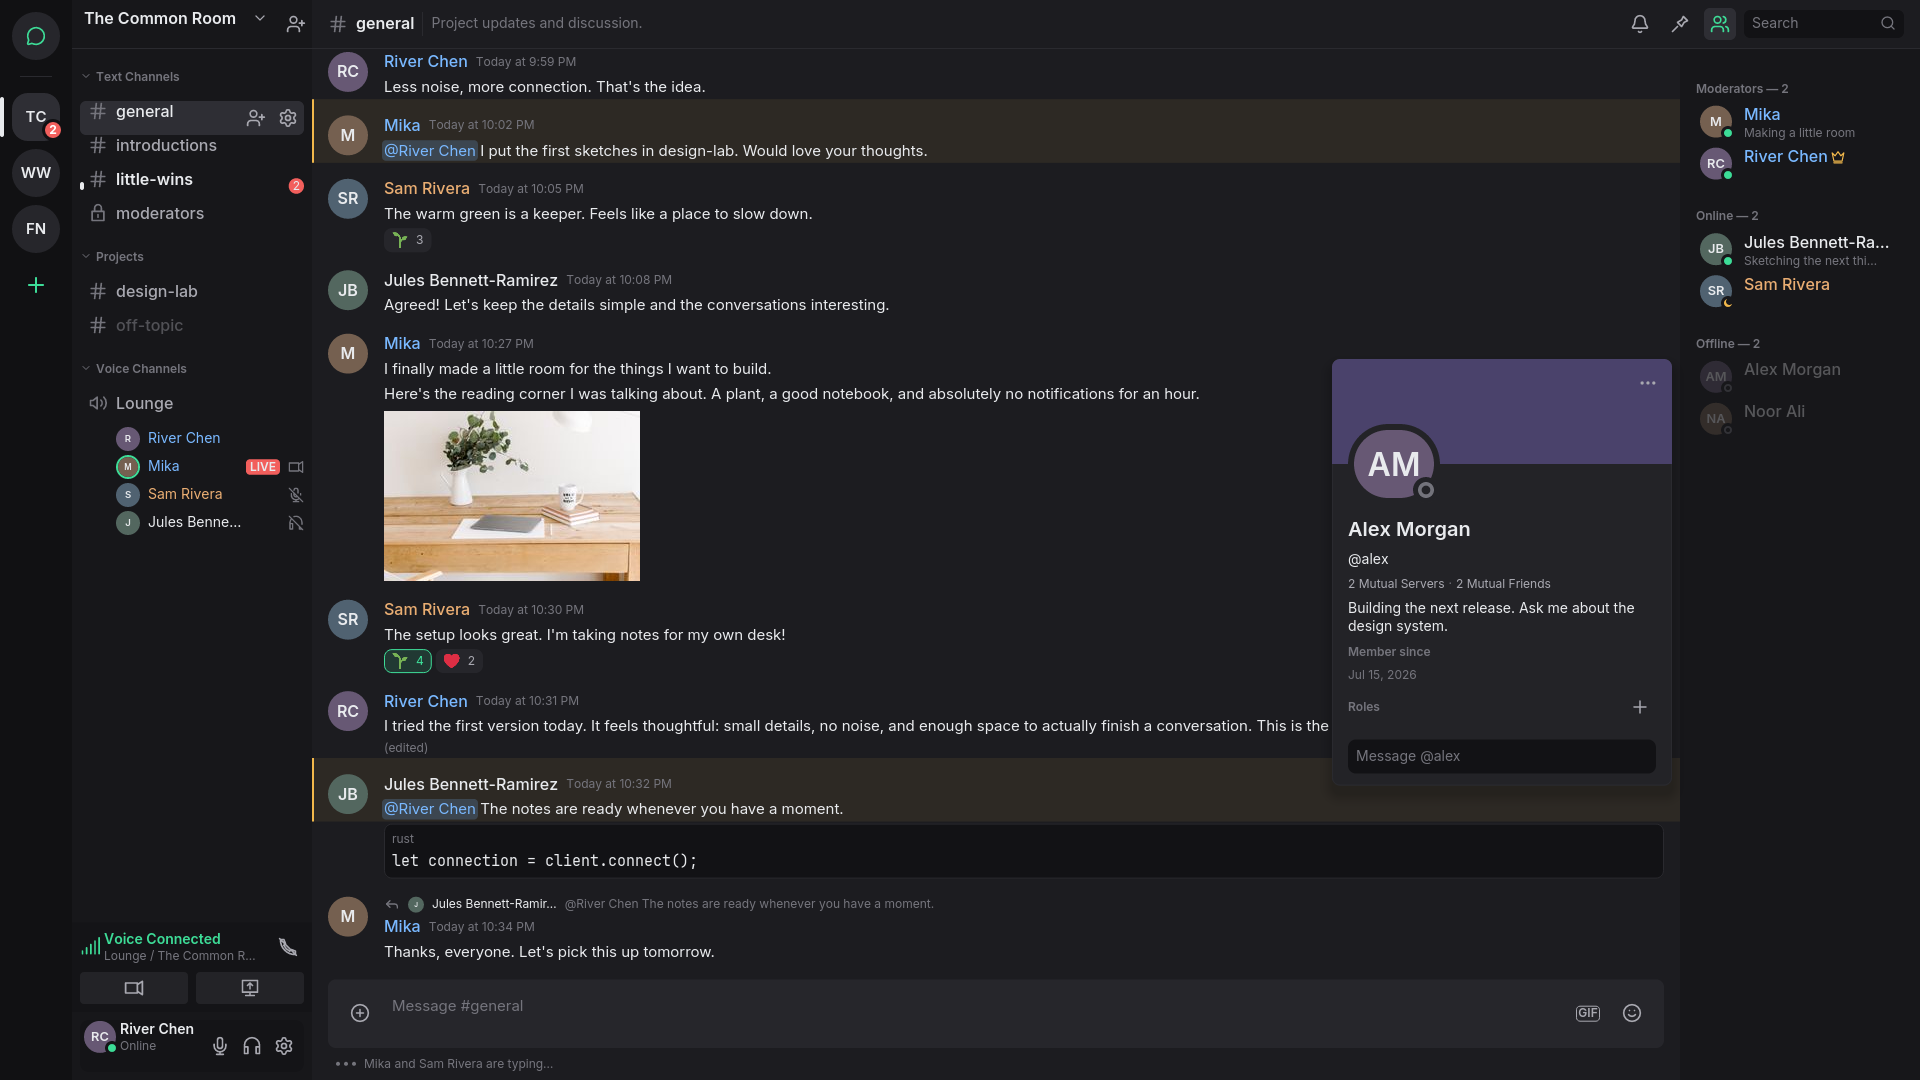 The Common Room
TC
2
WW
FN
Text Channels
general
introductions
little-wins
2
moderators
Projects
design-lab
off-topic
Voice Channels
Lounge
R
River Chen
M
Mika
LIVE
S
Sam Rivera
J
Jules Benne...
Voice Connected
Lounge / The Common R...
RC
River Chen
Online
general
Project updates and discussion.
Search
RC
River Chen Today at 9:59 PM
Less noise, more connection. That's the idea.
M
Mika Today at 10:02 PM
@River Chen I put the first sketches in design-lab. Would love your thoughts.
SR
Sam Rivera Today at 10:05 PM
The warm green is a keeper. Feels like a place to slow down.
3
JB
Jules Bennett-Ramirez Today at 10:08 PM
Agreed! Let's keep the details simple and the conversations interesting.
M
Mika Today at 10:27 PM
I finally made a little room for the things I want to build.
Here's the reading corner I was talking about. A plant, a good notebook, and absolutely no notifications for an hour.
SR
Sam Rivera Today at 10:30 PM
The setup looks great. I'm taking notes for my own desk!
4
2
RC
River Chen Today at 10:31 PM
I tried the first version today. It feels thoughtful: small details, no noise, and enough space to actually finish a conversation. This is the
(edited)
JB
Jules Bennett-Ramirez Today at 10:32 PM
@River Chen The notes are ready whenever you have a moment.
rust
let connection = client.connect();
J
Jules Bennett-Ramir... @River Chen The notes are ready whenever you have a moment.
M
Mika Today at 10:34 PM
Thanks, everyone. Let's pick this up tomorrow.
Message #general
GIF
Mika and Sam Rivera are typing...
AM
Alex Morgan
@alex
2 Mutual Servers · 2 Mutual Friends
Building the next release. Ask me about the
design system.
Member since
Jul 15, 2026
Roles
Message @alex
Moderators — 2
M
Mika
Making a little room
RC
River Chen
Online — 2
JB
Jules Bennett-Ra...
Sketching the next thi...
SR
Sam Rivera
Offline — 2
AM
Alex Morgan
NA
Noor Ali